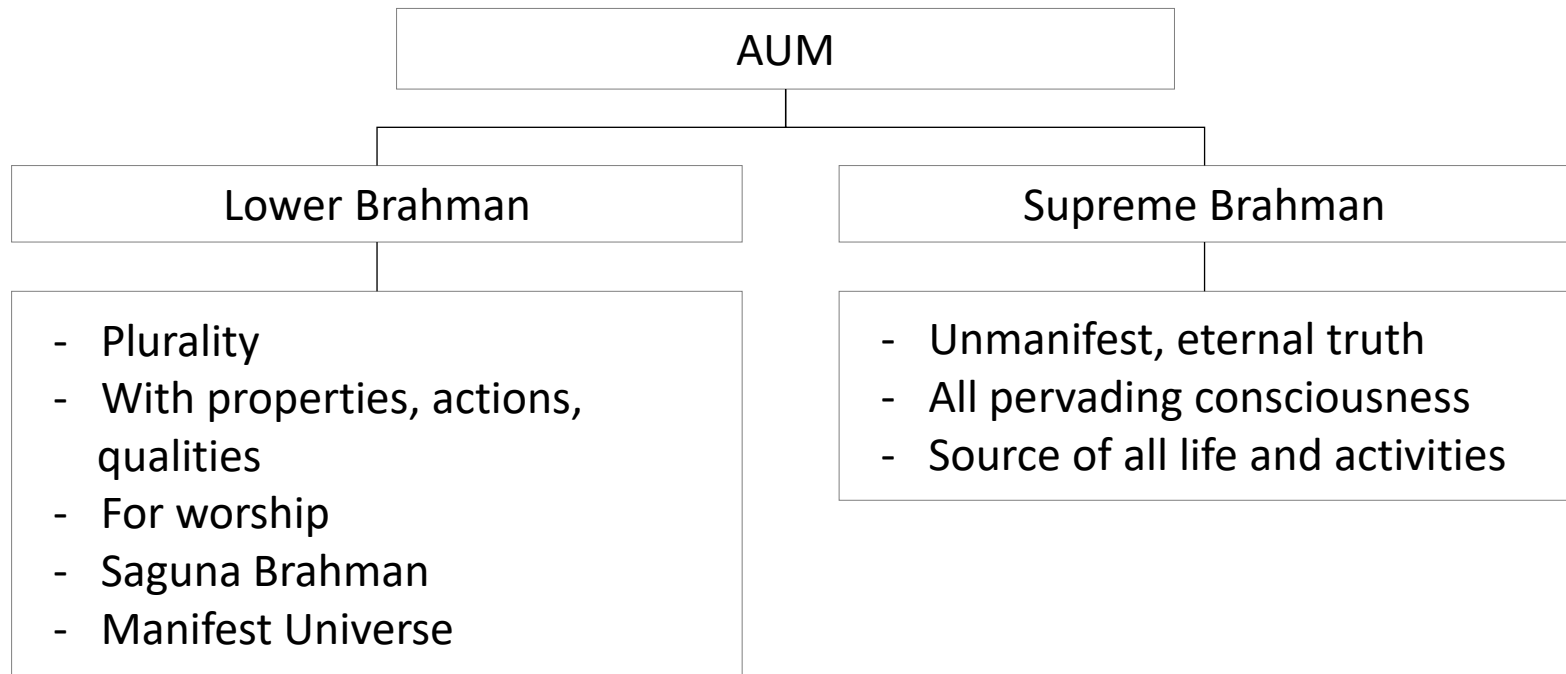 AUM
Lower Brahman
- Plurality
- With properties, actions,
qualities
- For worship
- Saguna Brahman
- Manifest Universe
Supreme Brahman
- Unmanifest, eternal truth
- All pervading consciousness
- Source of all life and activities